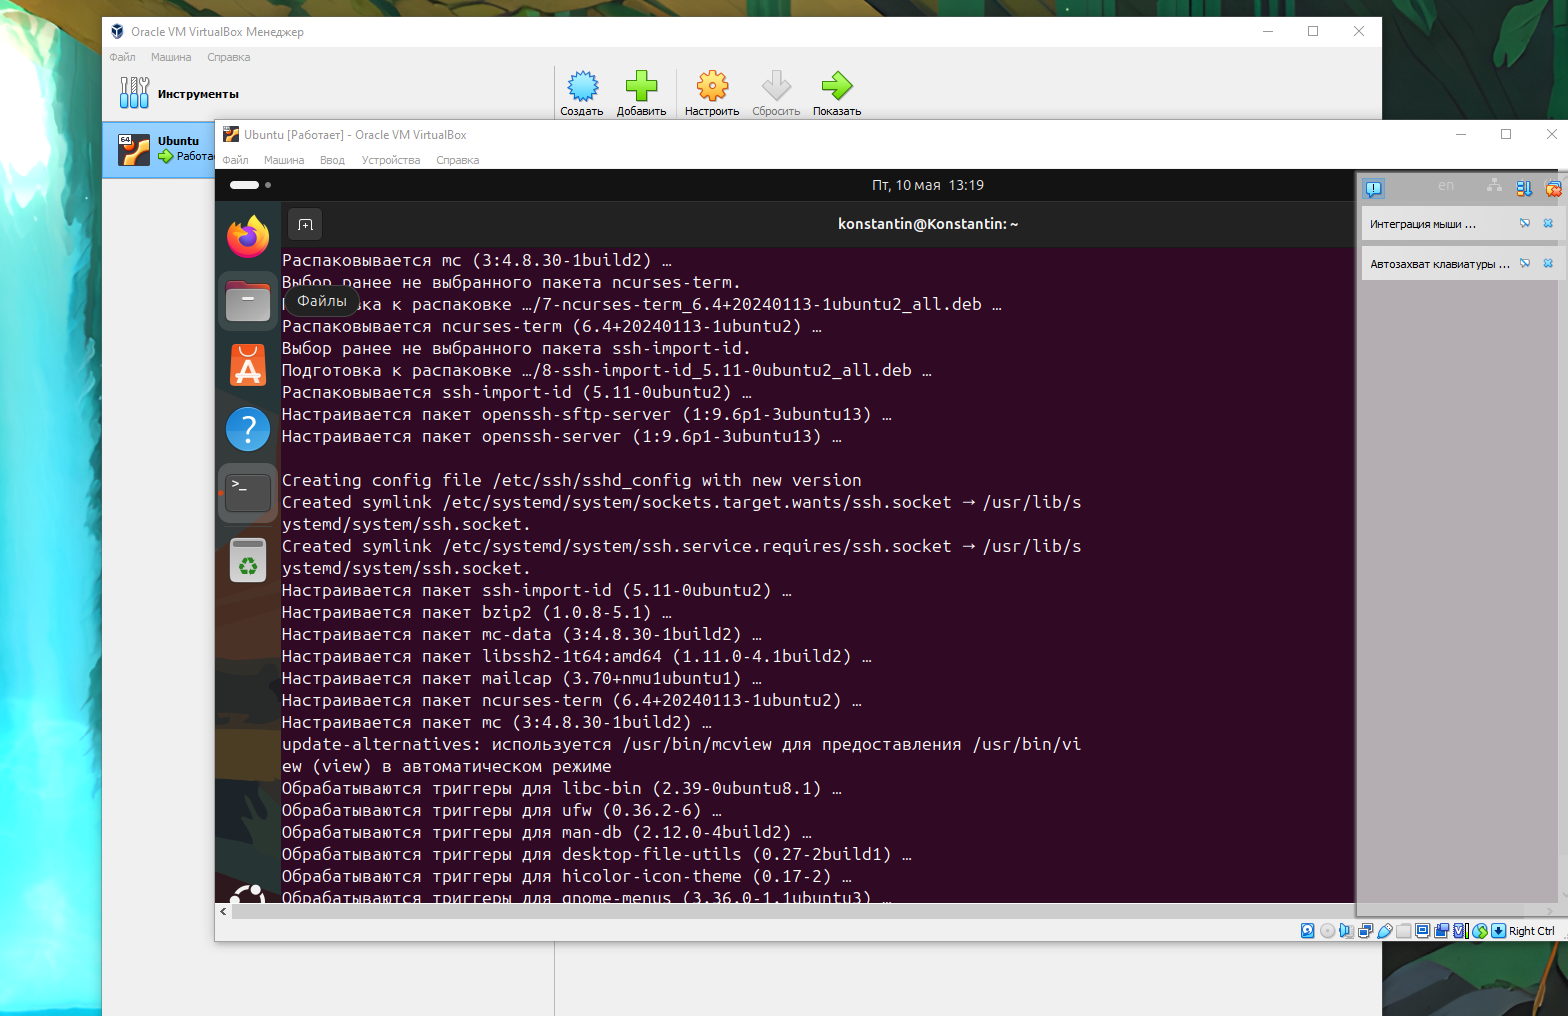 Oracle VM VirtualBox Менеджер
Файл Машина Справка
Инструменты
Создать Добавить Настроить Сбросить Показать
64
Ubuntu
Ubuntu [Работает] - Oracle VM VirtualBox
Файл Машина Ввод Устройства Справка
Пт, 10 мая 13:19
en
konstantin@Konstantin: ~
Интеграция мыши ...
Автозахват клавиатуры ...
Файлы
Распаковывается mc (3:4.8.30-1build2) …
Выбор ранее не выбранного пакета ncurses-term.
ка к распаковке …/7-ncurses-term_6.4+20240113-1ubuntu2_all.deb …
Распаковывается ncurses-term (6.4+20240113-1ubuntu2) …
Выбор ранее не выбранного пакета ssh-import-id.
Подготовка к распаковке …/8-ssh-import-id_5.11-0ubuntu2_all.deb …
Распаковывается ssh-import-id (5.11-0ubuntu2) …
Настраивается пакет openssh-sftp-server (1:9.6p1-3ubuntu13) …
Настраивается пакет openssh-server (1:9.6p1-3ubuntu13) …
Creating config file /etc/ssh/sshd_config with new version
Created symlink /etc/systemd/system/sockets.target.wants/ssh.socket → /usr/lib/s
ystemd/system/ssh.socket.
Created symlink /etc/systemd/system/ssh.service.requires/ssh.socket → /usr/lib/s
ystemd/system/ssh.socket.
Настраивается пакет ssh-import-id (5.11-0ubuntu2) …
Настраивается пакет bzip2 (1.0.8-5.1) …
Настраивается пакет mc-data (3:4.8.30-1build2) …
Настраивается пакет libssh2-1t64:amd64 (1.11.0-4.1build2) …
Настраивается пакет mailcap (3.70+nmu1ubuntu1) …
Настраивается пакет ncurses-term (6.4+20240113-1ubuntu2) …
Настраивается пакет mc (3:4.8.30-1build2) …
update-alternatives: используется /usr/bin/mcview для предоставления /usr/bin/vi
ew (view) в автоматическом режиме
Обрабатываются триггеры для libc-bin (2.39-0ubuntu8.1) …
Обрабатываются триггеры для ufw (0.36.2-6) …
Обрабатываются триггеры для man-db (2.12.0-4build2) …
Обрабатываются триггеры для desktop-file-utils (0.27-2build1) …
Обрабатываются триггеры для hicolor-icon-theme (0.17-2) …
Обрабатываются триггеры для gnome-menus (3.36.0-1.1ubuntu3) …
Right Ctrl